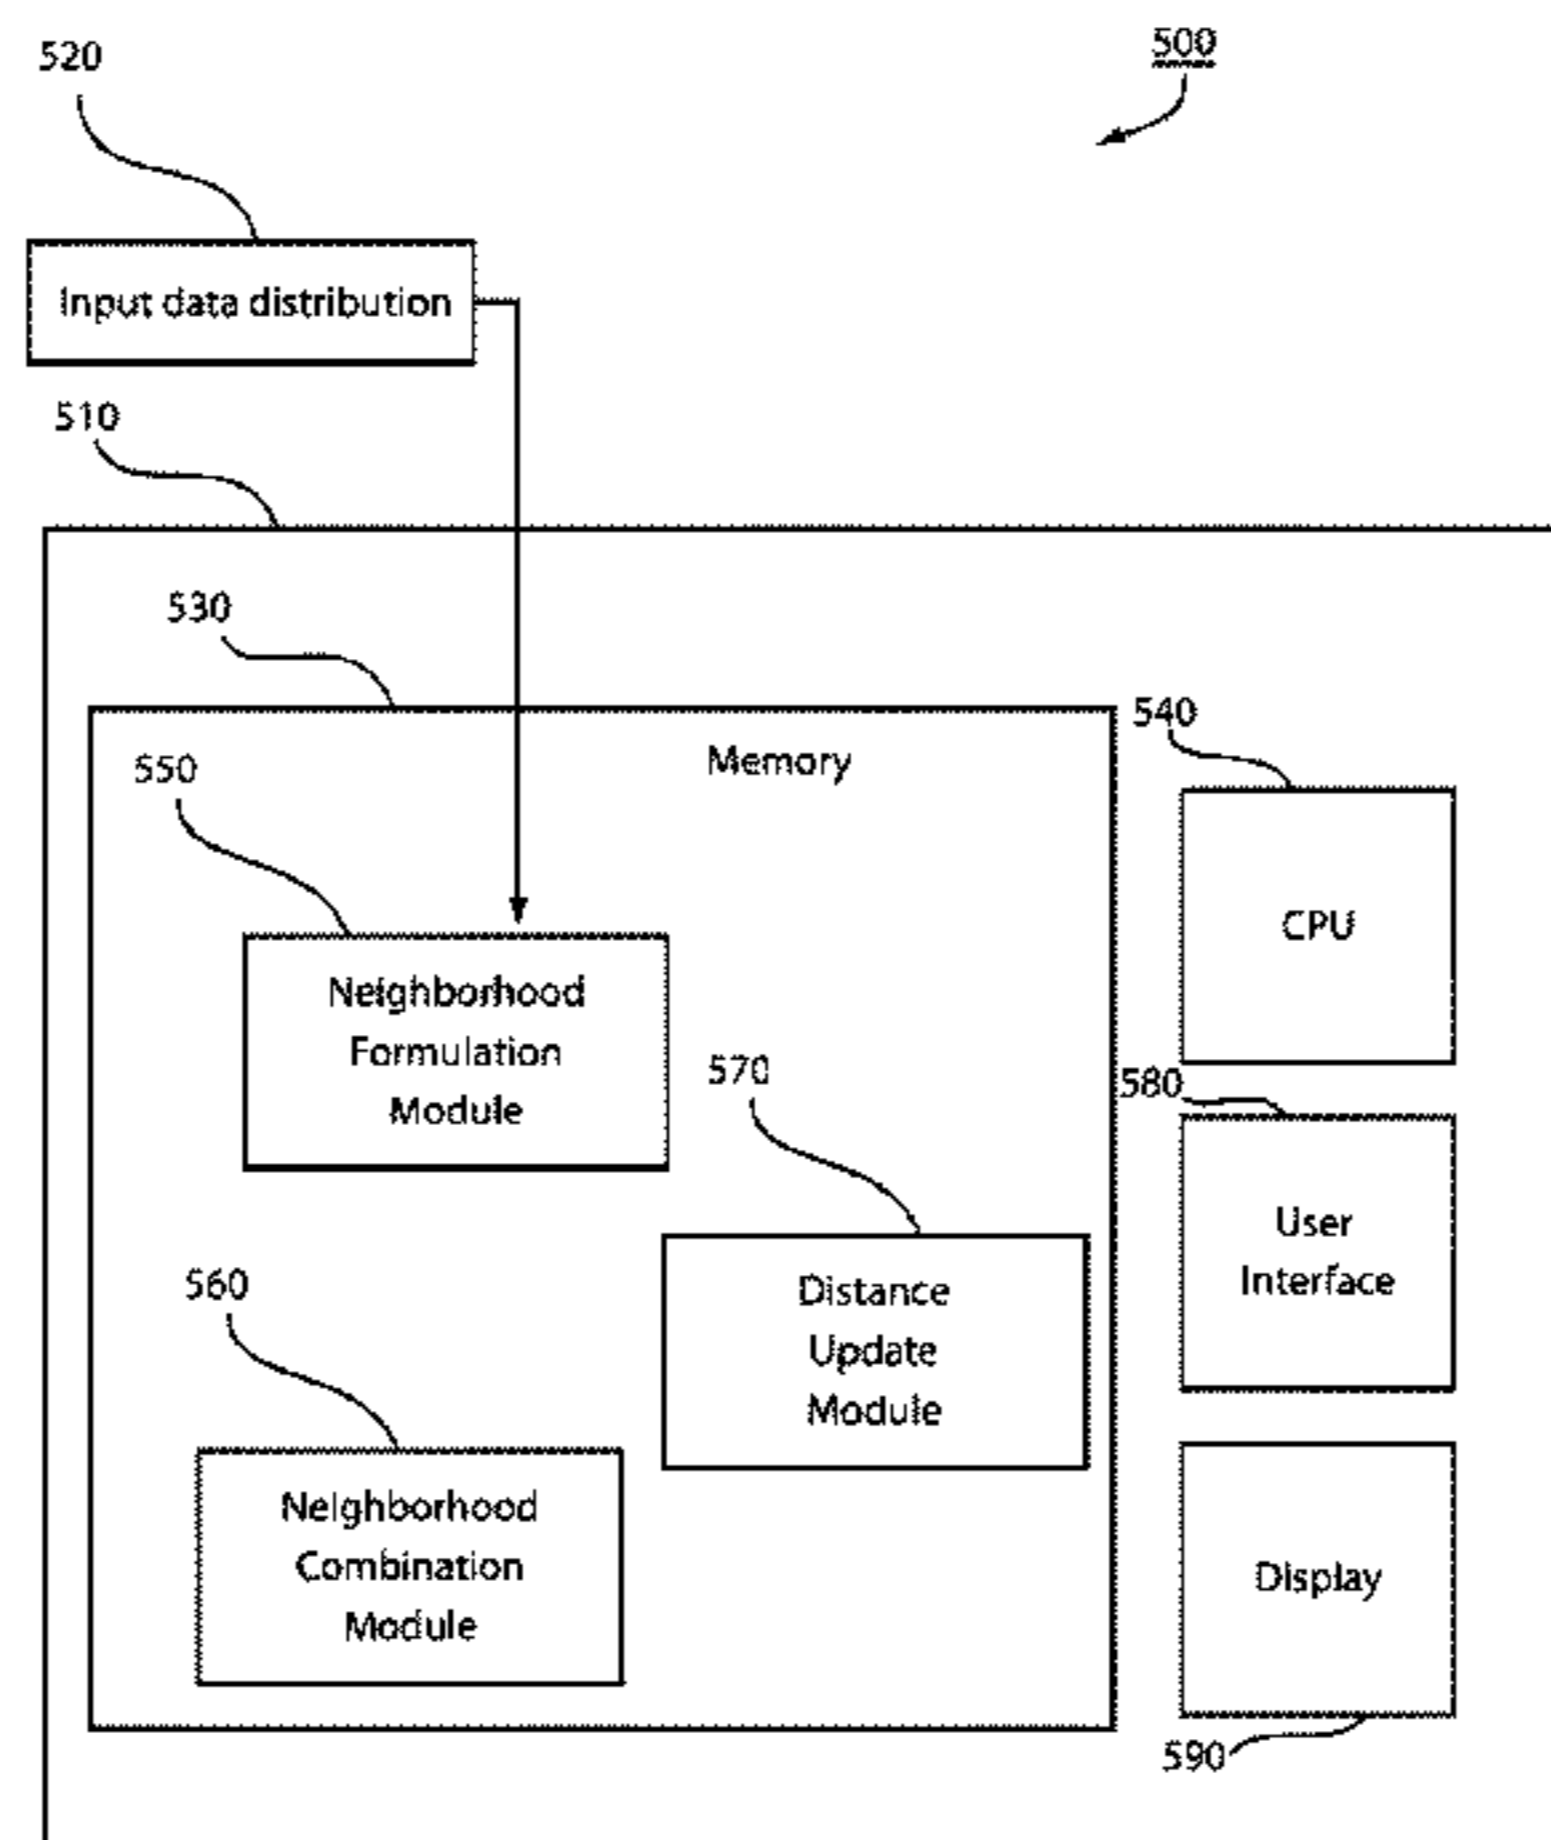 520
500
Input data distribution
510
530
540
Memory
550
CPU
Neighborhood
Formulation
Module
570
580
User
Interface
560
Distance
Update
Module
Neighborhood
Combination
Module
Display
590